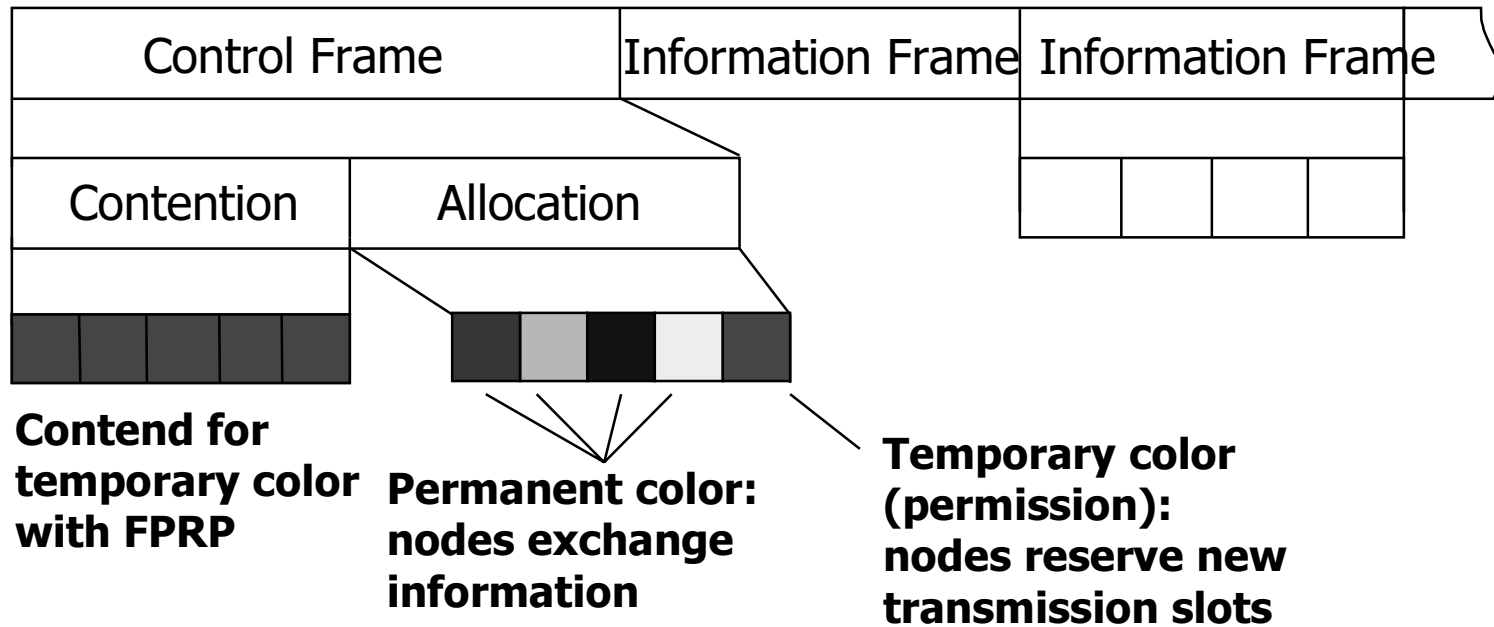 Control Frame
Information Frame
Information Frame
Contention
Allocation
Contend for
temporary color
with FPRP
Permanent color:
nodes exchange
information
Temporary color
(permission):
nodes reserve new
transmission slots